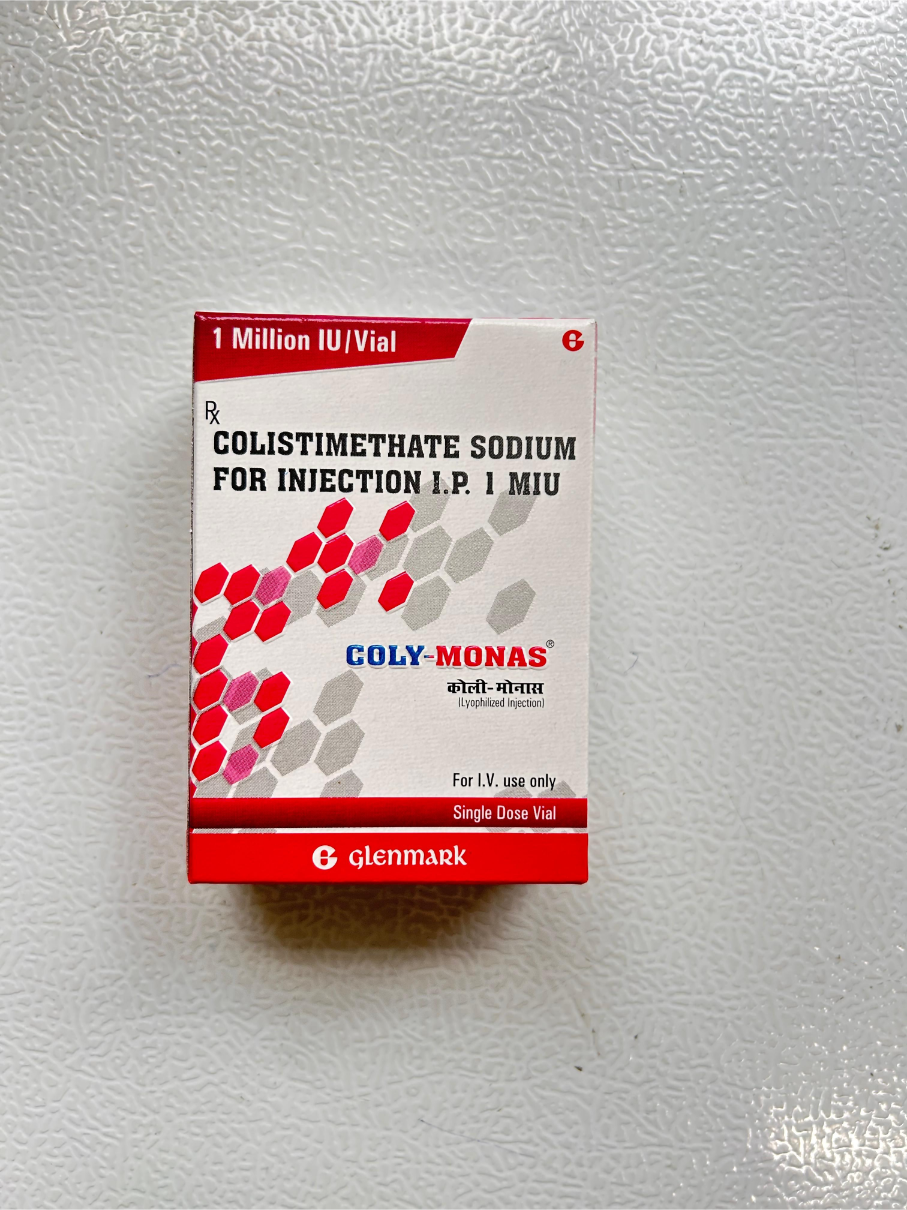 1 Million IU/Vial
Rx
COLISTIMETHATE SODIUM
FOR INJECTION I.P. 1 MIU
COLY-MONAS®
कोली-मोनास
(Lyophilized Injection)
For I.V. use only
Single Dose Vial
glenmark